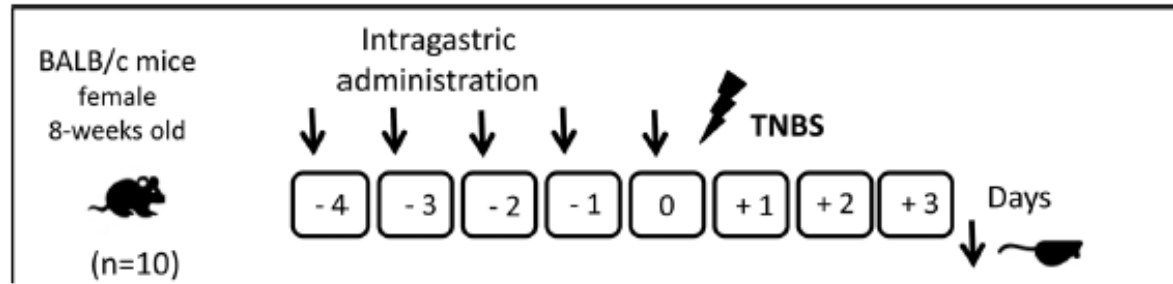 BALB/c mice
female
8-weeks old
(n=10)
Intragastric
administration
TNBS
- 4 - 3 - 2 - 1 0 + 1 + 2 + 3
Days